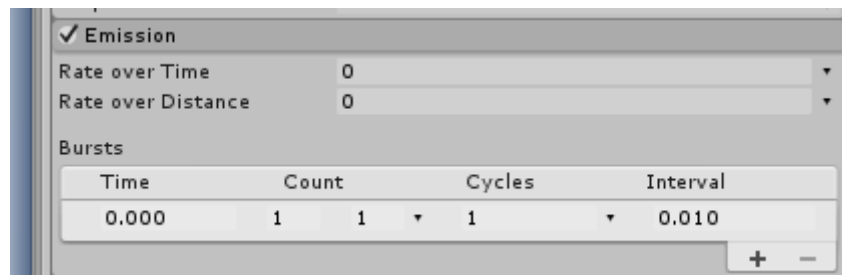 Emission
Rate over Time 0
Rate over Distance 0
Bursts
Time Count Cycles Interval
0.000 1 1 1 0.010